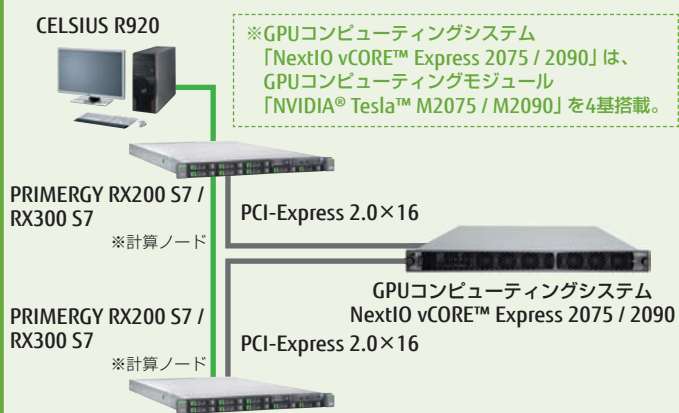 CELSIUS R920
※GPUコンピューティングシステム
「NextIO vCORE™ Express 2075 / 2090」は、
GPUコンピューティングモジュール
「NVIDIA® Tesla™ M2075 / M2090」を4基搭載。
PRIMERGY RX200 S7 /
RX300 S7
※計算ノード
PCI-Express 2.0×16
GPUコンピューティングシステム
NextIO vCORE™ Express 2075 / 2090
PRIMERGY RX200 S7 /
RX300 S7
※計算ノード
PCI-Express 2.0×16